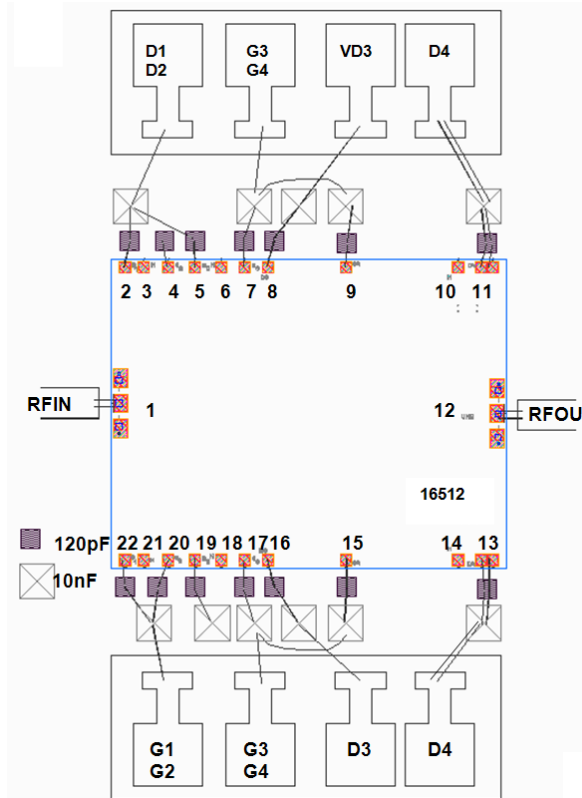 D1 G3 VD3 D4
D2 G4
2 3 4 5 6 7 8 9 10 11
RFIN 1 12 RFOU
16512
120pF 22 21 20 19 18 17 16 15 14 13
10nF
G1 G3 D3 D4
G2 G4